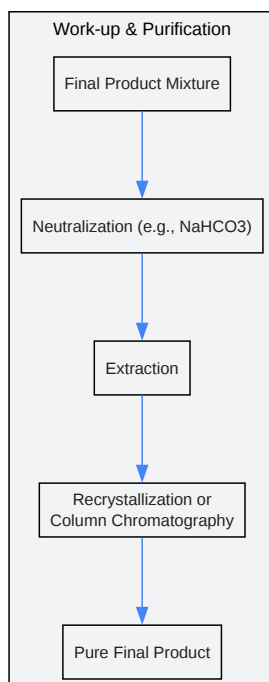 Work-up & Purification
Final Product Mixture
Neutralization (e.g., NaHCO3)
Extraction
Recrystallization or
Column Chromatography
Pure Final Product